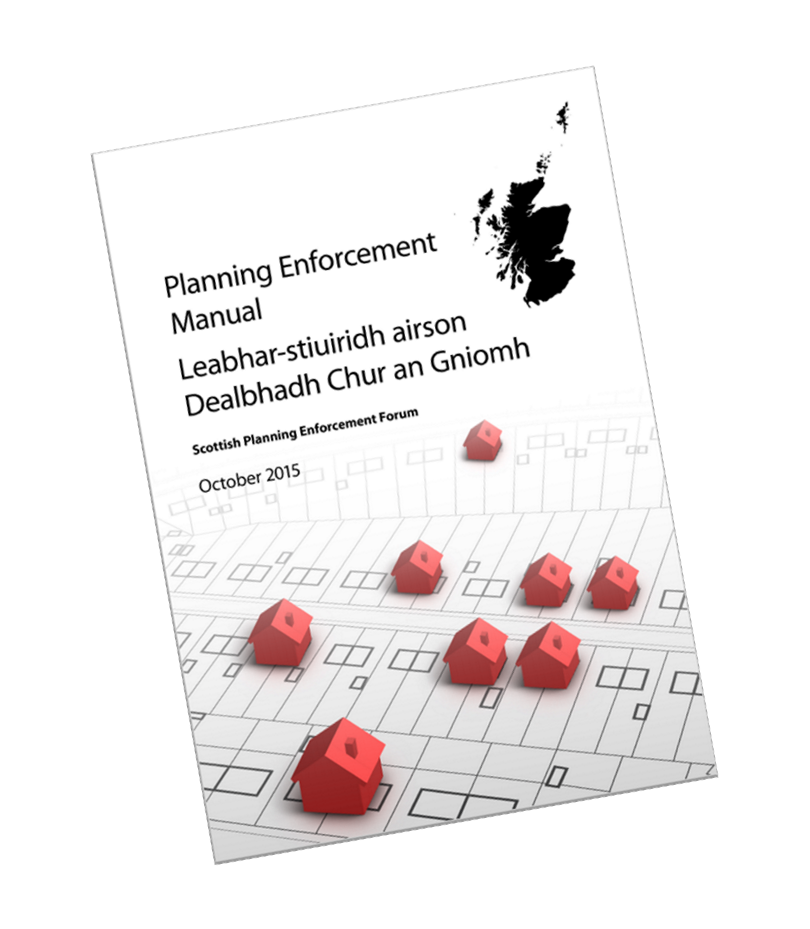 Planning Enforcement
Manual
Leabhar-stiuiridh airson
Dealbhadh Chur an Gniomh
Scottish Planning Enforcement Forum
October 2015